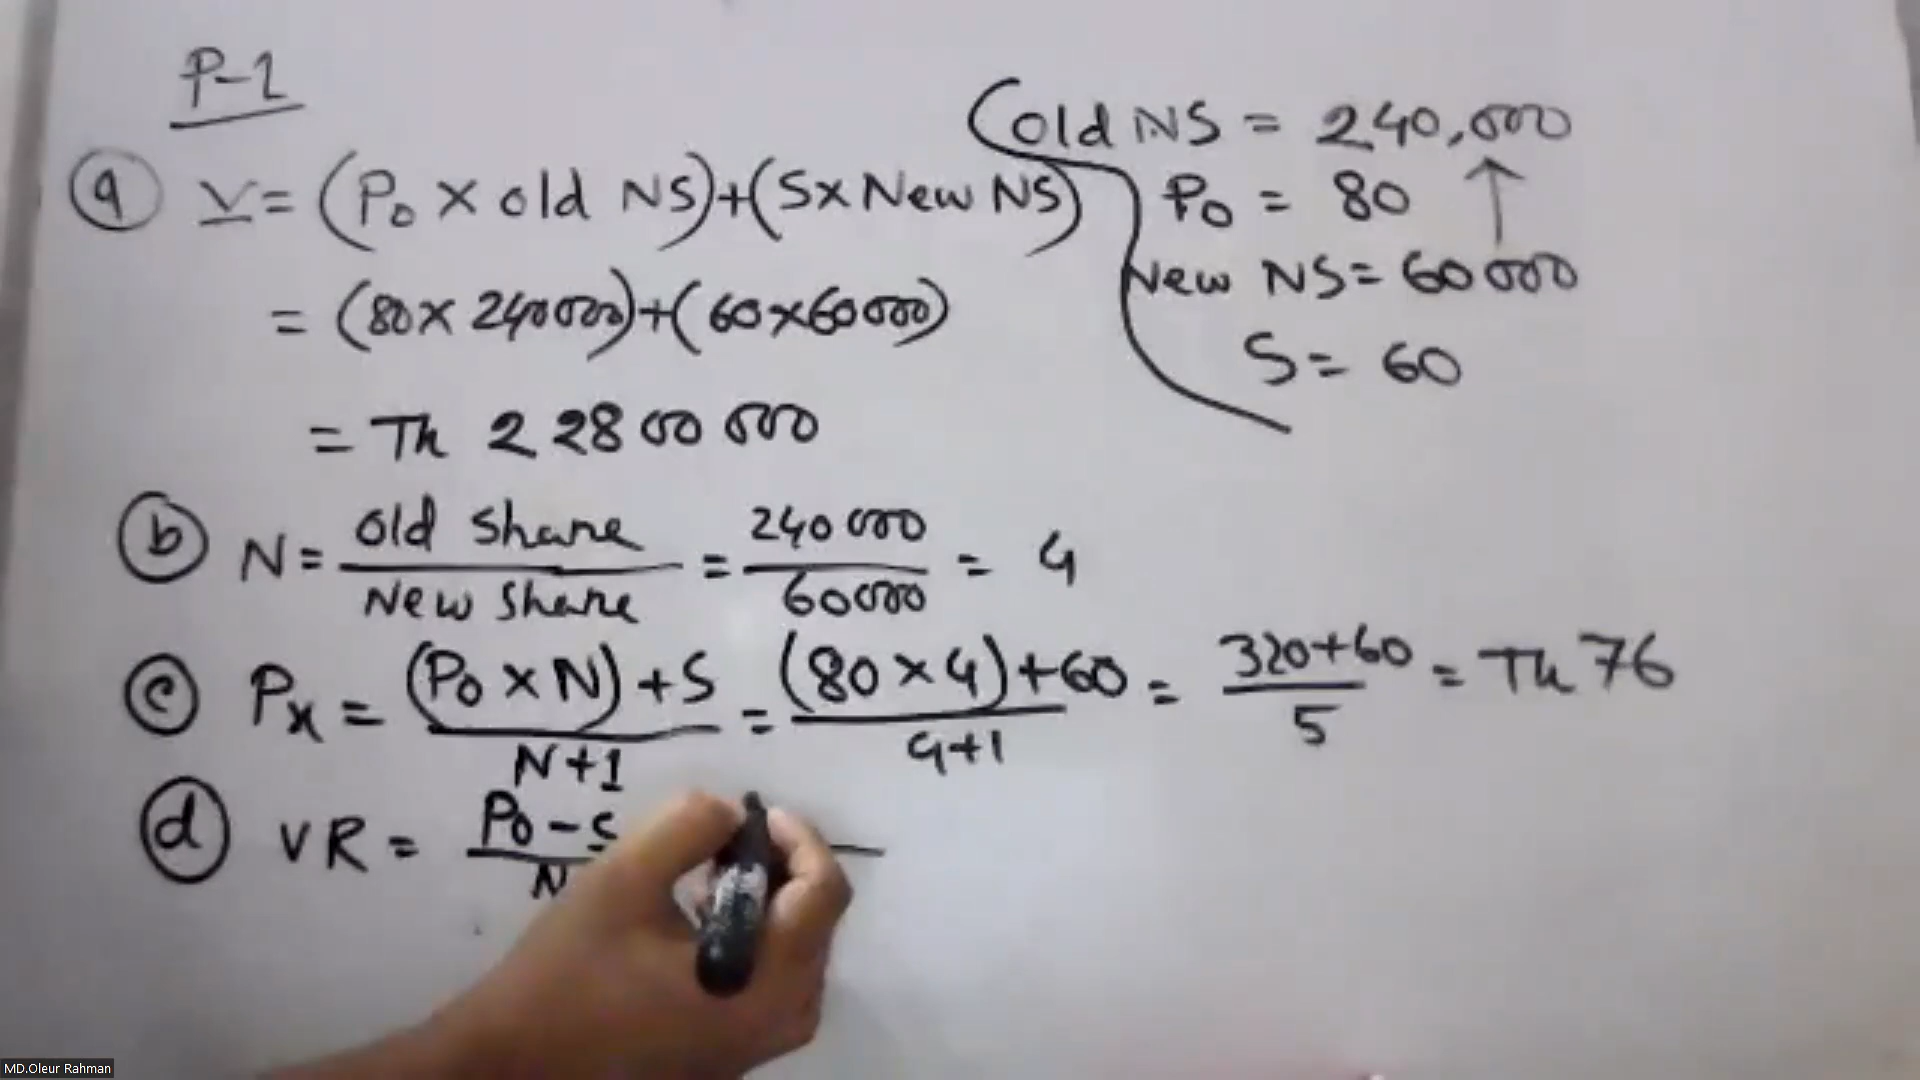 P-1
old NS = 240,000
P0 = 80
New NS = 60000
S = 60
(a) V = (P0 × old NS)+(S×New NS)
= (80× 240000)+(60×60000)
= Tk 22800 000
(b) N = old share / New share = 240000 / 60000 = 4
(c) Px = (P0 × N)+S / N+1 = (80×4)+60 / 4+1 = 320+60 / 5 = Tk 76
(d) VR = P0-S / N
MD.Oleur Rahman